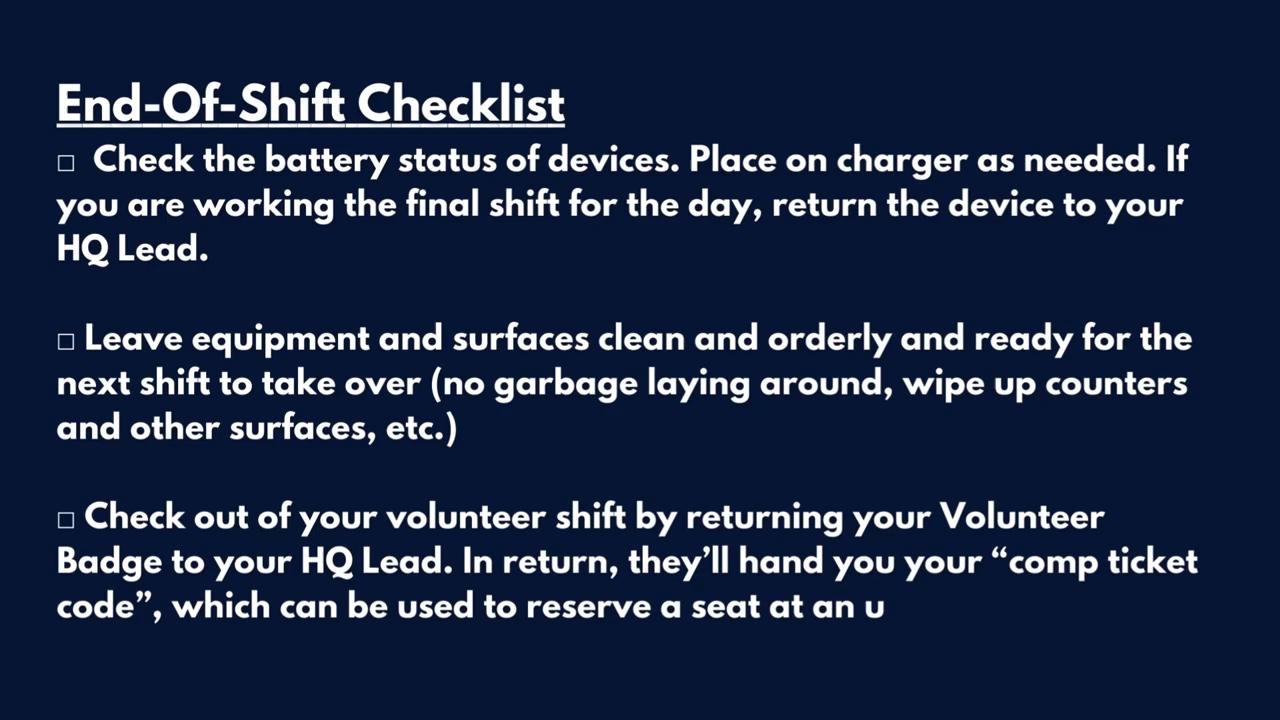 End-Of-Shift Checklist
□ Check the battery status of devices. Place on charger as needed. If
you are working the final shift for the day, return the device to your
HQ Lead.
□ Leave equipment and surfaces clean and orderly and ready for the
next shift to take over (no garbage laying around, wipe up counters
and other surfaces, etc.)
□ Check out of your volunteer shift by returning your Volunteer
Badge to your HQ Lead. In return, they’ll hand you your “comp ticket
code”, which can be used to reserve a seat at an u